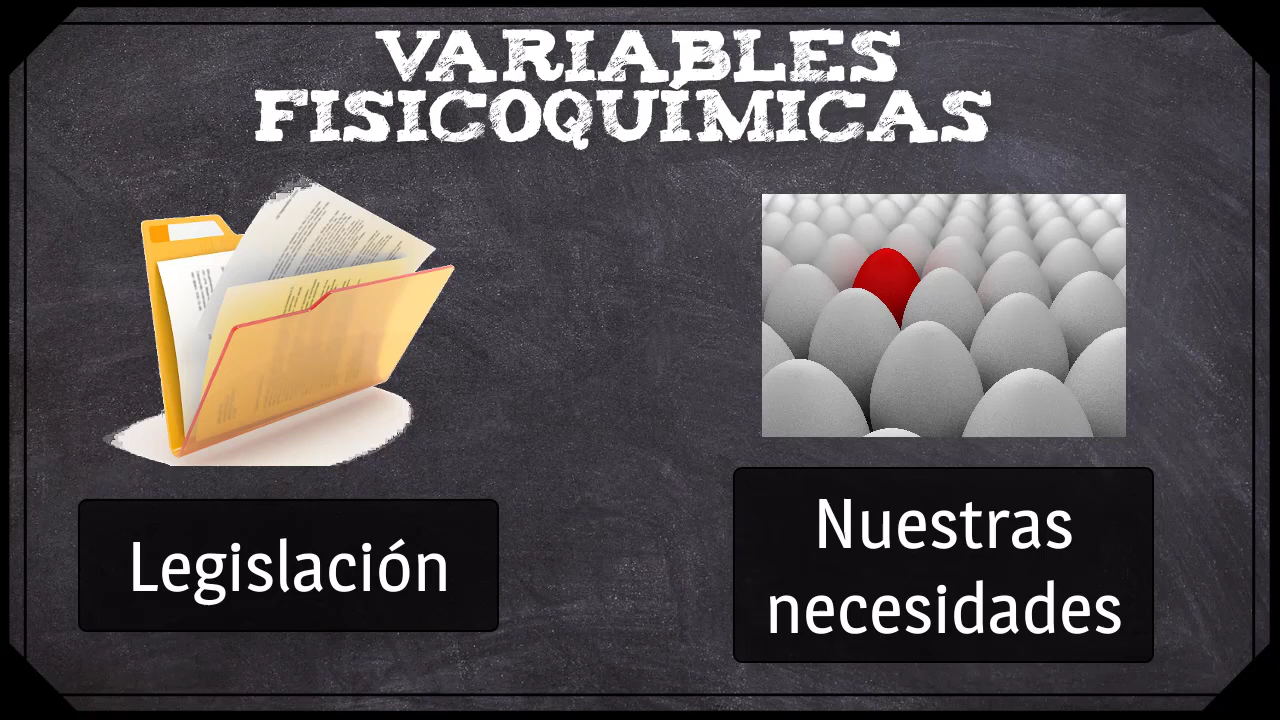 VARIABLES
FISICOQUÍMICAS
Legislación
Nuestras
necesidades